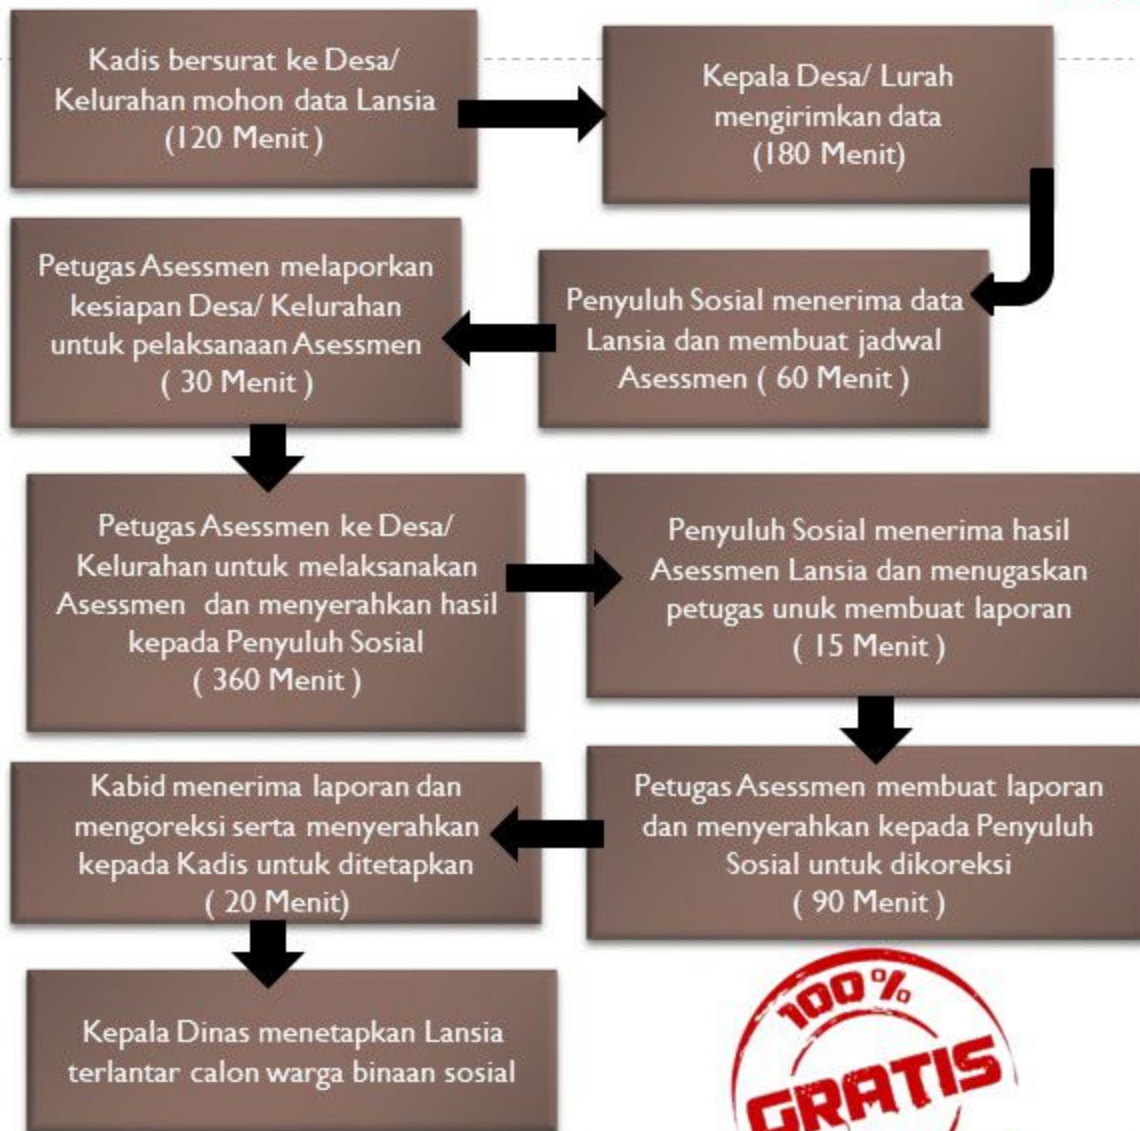 Kadis bersurat ke Desa/
Kelurahan mohon data Lansia
(120 Menit )
Kepala Desa/ Lurah
mengirimkan data
(180 Menit)
Penyuluh Sosial menerima data
Lansia dan membuat jadwal
Asessmen ( 60 Menit )
Petugas Asessmen melaporkan
kesiapan Desa/ Kelurahan
untuk pelaksanaan Asessmen
( 30 Menit )
Petugas Asessmen ke Desa/
Kelurahan untuk melaksanakan
Asessmen dan menyerahkan hasil
kepada Penyuluh Sosial
( 360 Menit )
Penyuluh Sosial menerima hasil
Asessmen Lansia dan menugaskan
petugas unuk membuat laporan
( 15 Menit )
Petugas Asessmen membuat laporan
dan menyerahkan kepada Penyuluh
Sosial untuk dikoreksi
( 90 Menit )
Kabid menerima laporan dan
mengoreksi serta menyerahkan
kepada Kadis untuk ditetapkan
( 20 Menit)
Kepala Dinas menetapkan Lansia
terlantar calon warga binaan sosial
100%
GRATIS